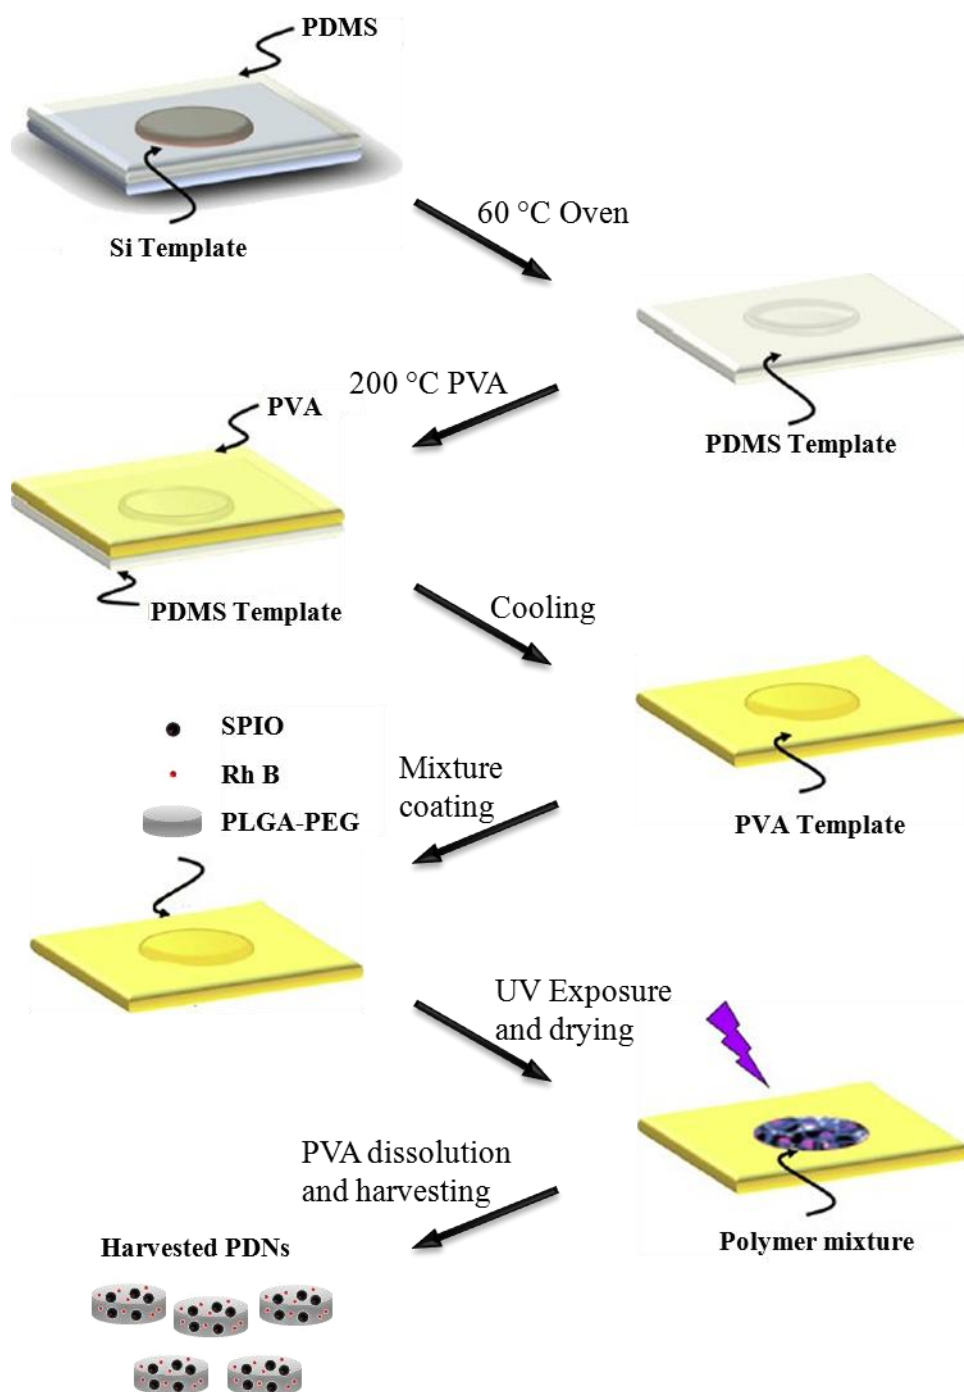 PDMS
Si Template
60 °C Oven
PDMS Template
200 °C PVA
PVA
PDMS Template
Cooling
PVA Template
SPIO
Rh B
PLGA-PEG
Mixture
coating
UV Exposure
and drying
Polymer mixture
PVA dissolution
and harvesting
Harvested PDNs